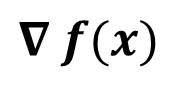 ∇ f(x)